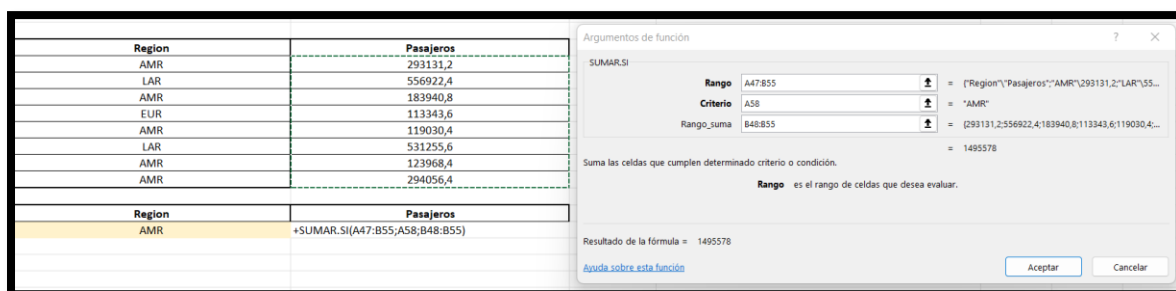 Region Pasajeros
AMR 293131,2
LAR 556922,4
AMR 183940,8
EUR 113343,6
AMR 119030,4
LAR 531255,6
AMR 123968,4
AMR 294056,4
Region Pasajeros
AMR +SUMAR.SI(A47:B55;A58;B48:B55)
Argumentos de función ? ×
SUMAR.SI
Rango A47:B55 = {"Region"\"Pasajeros";"AMR"\293131,2;"LAR"\55...
Criterio A58 = "AMR"
Rango_suma B48:B55 = {293131,2;556922,4;183940,8;113343,6;119030,4;...
= 1495578
Suma las celdas que cumplen determinado criterio o condición.
Rango es el rango de celdas que desea evaluar.
Resultado de la fórmula = 1495578
Ayuda sobre esta función Aceptar Cancelar